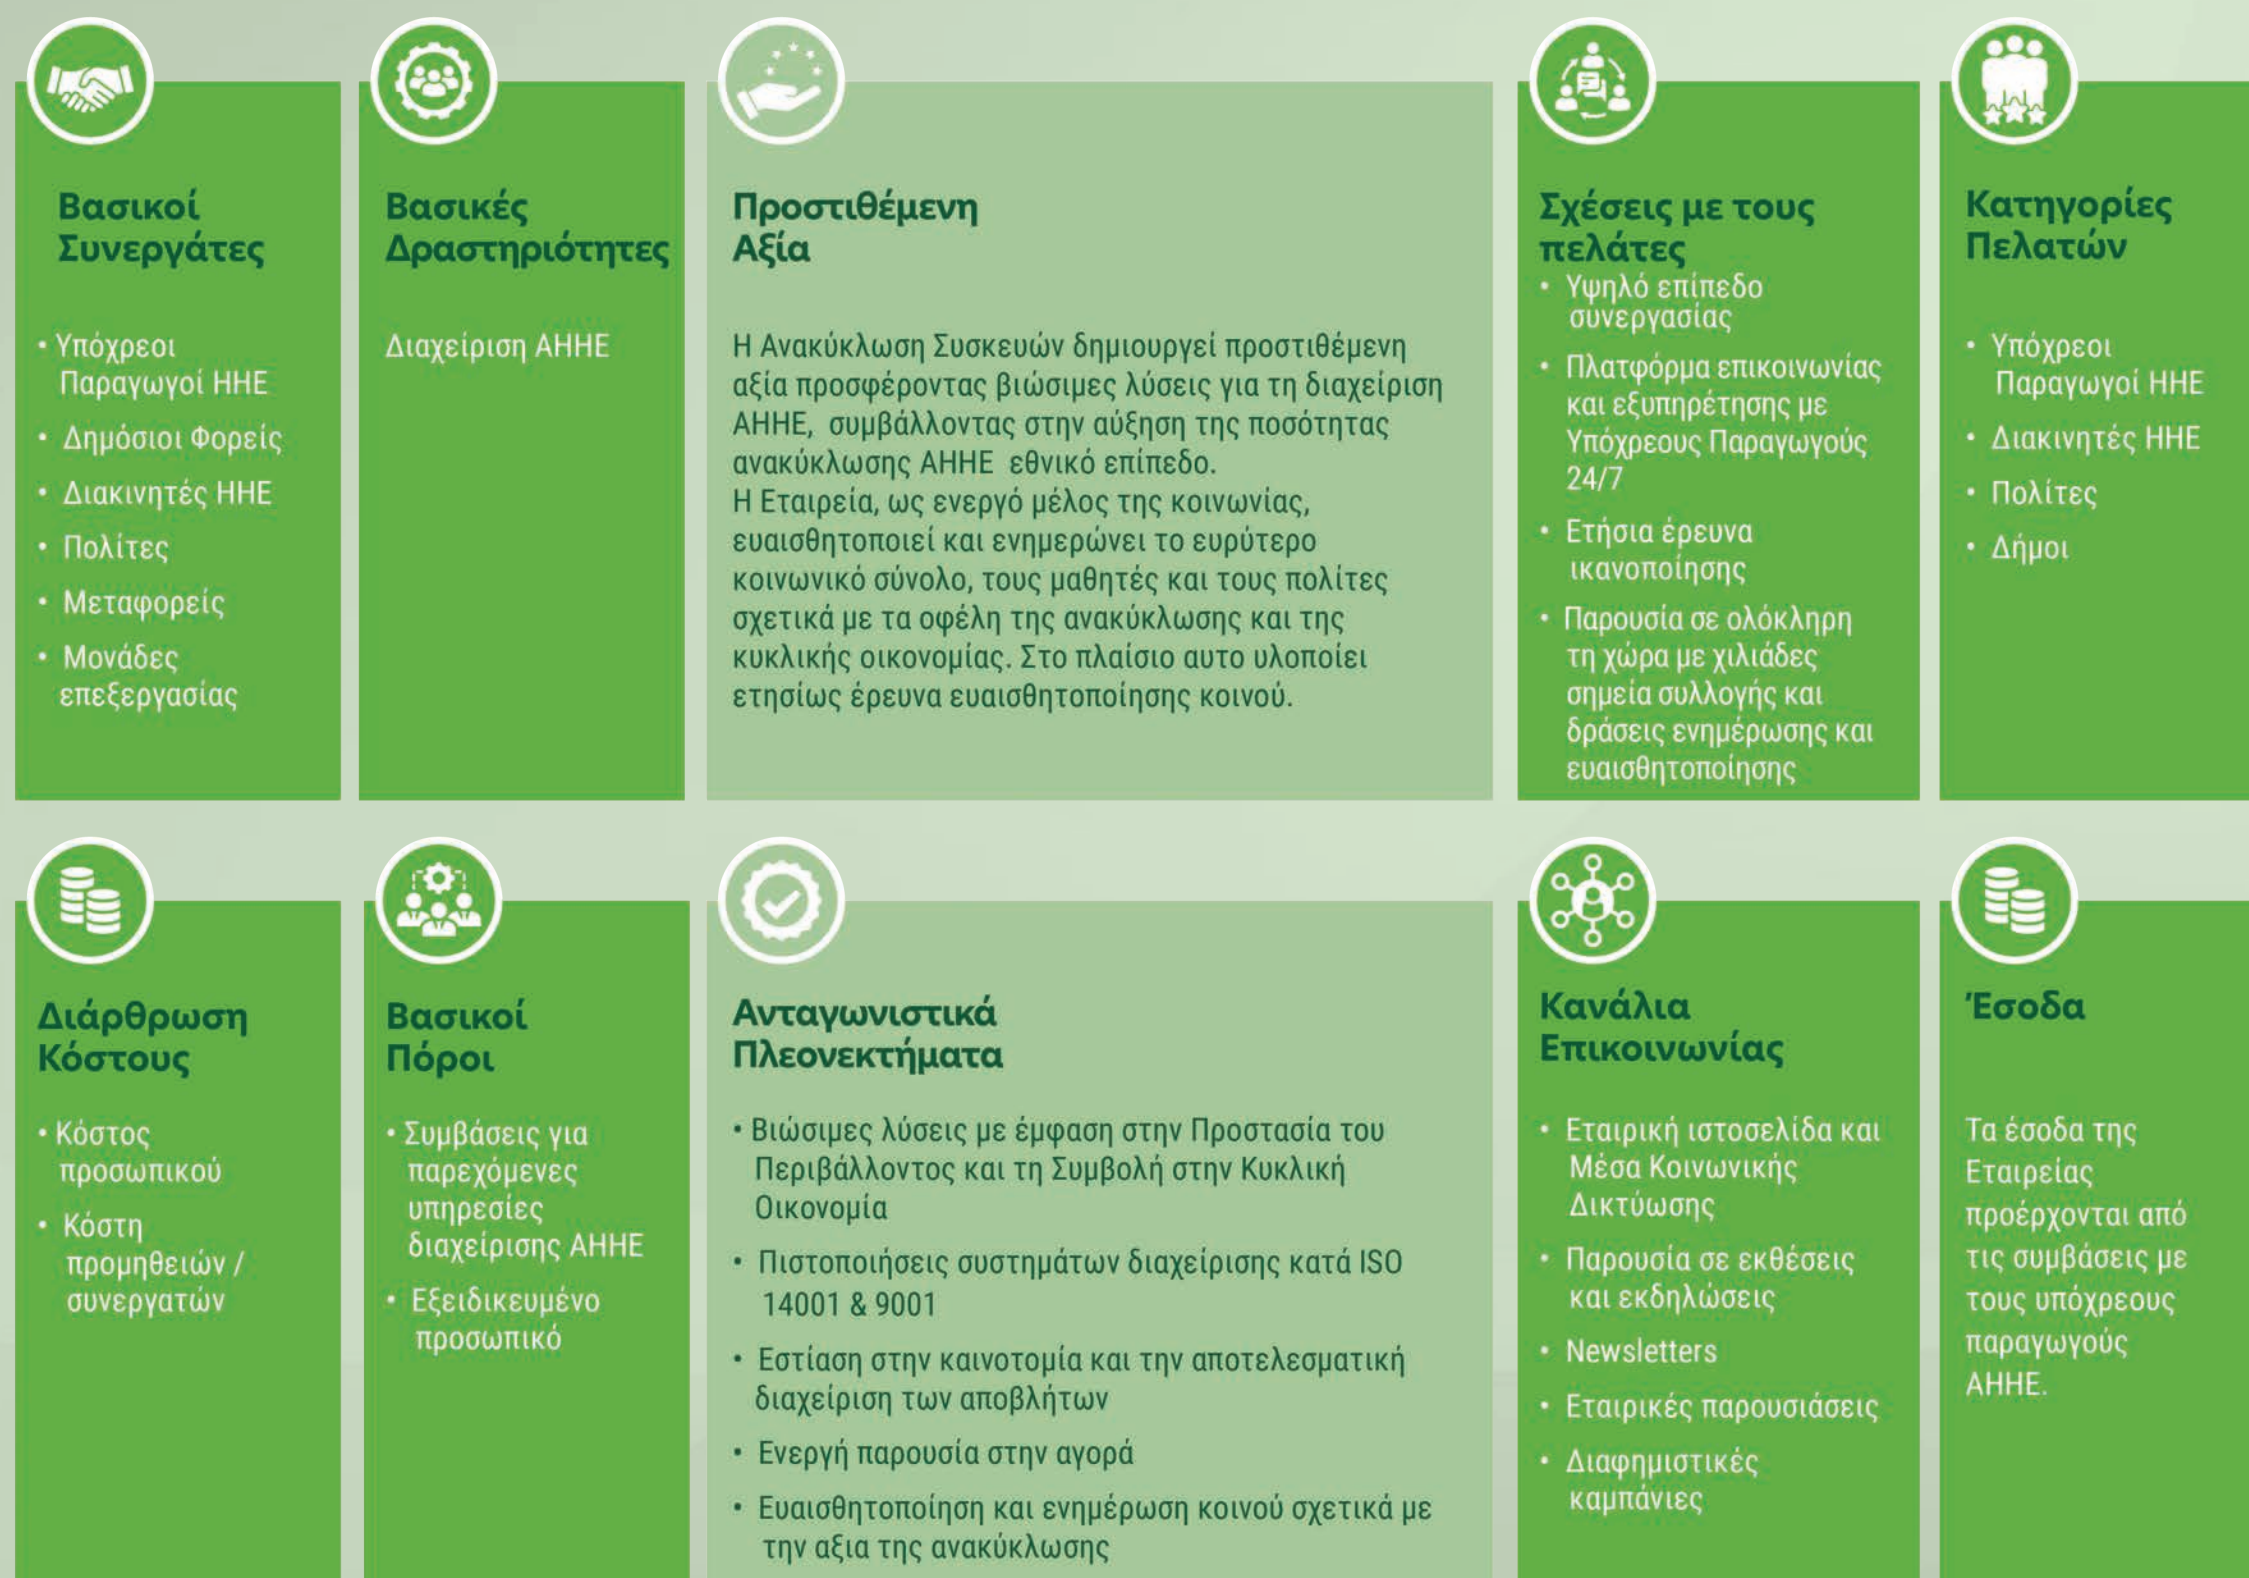 Βασικοί
Συνεργάτες
• Υπόχρεοι
Παραγωγοί ΗΗΕ
• Δημόσιοι Φορείς
• Διακινητές ΗΗΕ
• Πολίτες
• Μεταφορείς
• Μονάδες
επεξεργασίας
Βασικές
Δραστηριότητες
Διαχείριση ΑΗΗΕ
Προστιθέμενη
Αξία
Η Ανακύκλωση Συσκευών δημιουργεί προστιθέμενη
αξία προσφέροντας βιώσιμες λύσεις για τη διαχείριση
ΑΗΗΕ, συμβάλλοντας στην αύξηση της ποσότητας
ανακύκλωσης ΑΗΗΕ εθνικό επίπεδο.
Η Εταιρεία, ως ενεργό μέλος της κοινωνίας,
ευαισθητοποιεί και ενημερώνει το ευρύτερο
κοινωνικό σύνολο, τους μαθητές και τους πολίτες
σχετικά με τα οφέλη της ανακύκλωσης και της
κυκλικής οικονομίας. Στο πλαίσιο αυτο υλοποίει
ετησίως έρευνα ευαισθητοποίησης κοινού.
Σχέσεις με τους
πελάτες
• Υψηλό επίπεδο
συνεργασίας
• Πλατφόρμα επικοινωνίας
και εξυπηρέτησης με
Υπόχρεους Παραγωγούς
24/7
• Ετήσια έρευνα
ικανοποίησης
• Παρουσία σε ολόκληρη
τη χώρα με χιλιάδες
σημεία συλλογής και
δράσεις ενημέρωσης και
ευαισθητοποίησης
Κατηγορίες
Πελατών
• Υπόχρεοι
Παραγωγοί ΗΗΕ
• Διακινητές ΗΗΕ
• Πολίτες
• Δήμοι
Διάρθρωση
Κόστους
• Κόστος
προσωπικού
• Κόστη
προμηθειών /
συνεργατών
Βασικοί
Πόροι
• Συμβάσεις για
παρεχόμενες
υπηρεσίες
διαχείρισης ΑΗΗΕ
• Εξειδικευμένο
προσωπικό
Ανταγωνιστικά
Πλεονεκτήματα
• Βιώσιμες λύσεις με έμφαση στην Προστασία του
Περιβάλλοντος και τη Συμβολή στην Κυκλική
Οικονομία
• Πιστοποιήσεις συστημάτων διαχείρισης κατά ISO
14001 & 9001
• Εστίαση στην καινοτομία και την αποτελεσματική
διαχείριση των αποβλήτων
• Ενεργή παρουσία στην αγορά
• Ευαισθητοποίηση και ενημέρωση κοινού σχετικά με
την αξια της ανακύκλωσης
Κανάλια
Επικοινωνίας
• Εταιρική ιστοσελίδα και
Μέσα Κοινωνικής
Δικτύωσης
• Παρουσία σε εκθέσεις
και εκδηλώσεις
• Newsletters
• Εταιρικές παρουσιάσεις
• Διαφημιστικές
καμπάνιες
Έσοδα
Τα έσοδα της
Εταιρείας
προέρχονται από
τις συμβάσεις με
τους υπόχρεους
παραγωγούς
ΑΗΗΕ.